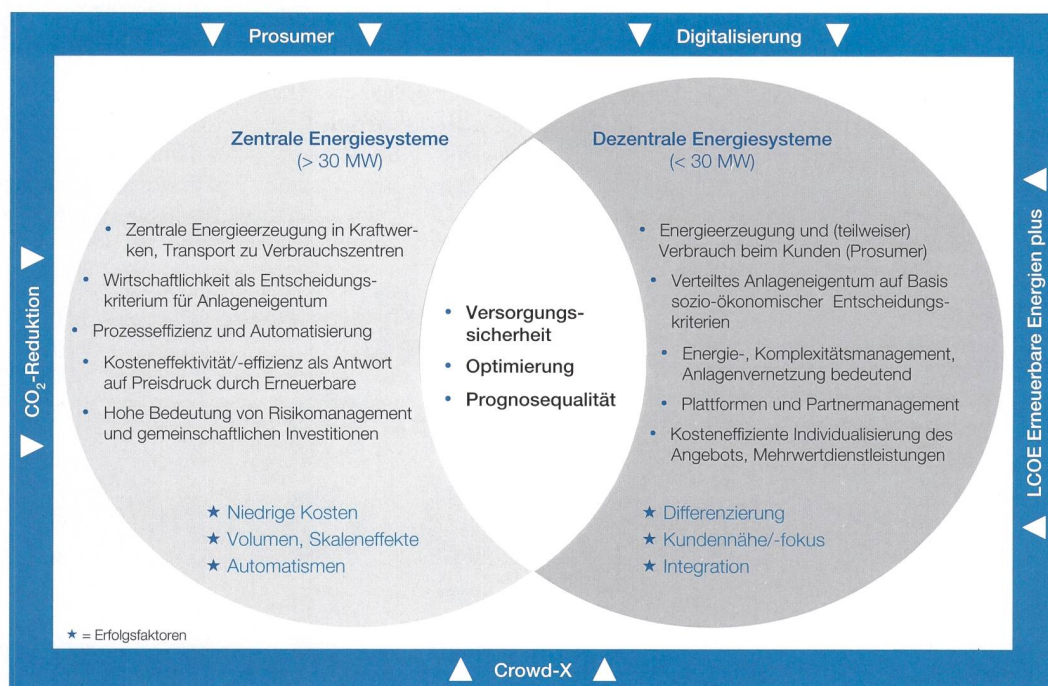 Prosumer
Digitalisierung
CO₂-Reduktion
Zentrale Energiesysteme
(> 30 MW)
• Zentrale Energieerzeugung in Kraftwer-
ken, Transport zu Verbrauchszentren
• Wirtschaftlichkeit als Entscheidungs-
kriterium für Anlageneigentum
• Prozesseffizienz und Automatisierung
• Kosteneffektivität/-effizienz als Antwort
auf Preisdruck durch Erneuerbare
• Hohe Bedeutung von Risikomanagement
und gemeinschaftlichen Investitionen
★ Niedrige Kosten
★ Volumen, Skaleneffekte
★ Automatismen
• Versorgungs-
sicherheit
• Optimierung
• Prognosequalität
Dezentrale Energiesysteme
(< 30 MW)
• Energieerzeugung und (teilweiser)
Verbrauch beim Kunden (Prosumer)
• Verteiltes Anlageneigentum auf Basis
sozio-ökonomischer Entscheidungs-
kriterien
• Energie-, Komplexitätsmanagement,
Anlagenvernetzung bedeutend
• Plattformen und Partnermanagement
• Kosteneffiziente Individualisierung des
Angebots, Mehrwertdienstleistungen
★ Differenzierung
★ Kundennähe/-fokus
★ Integration
LCOE Erneuerbare Energien plus
★ = Erfolgsfaktoren
Crowd-X